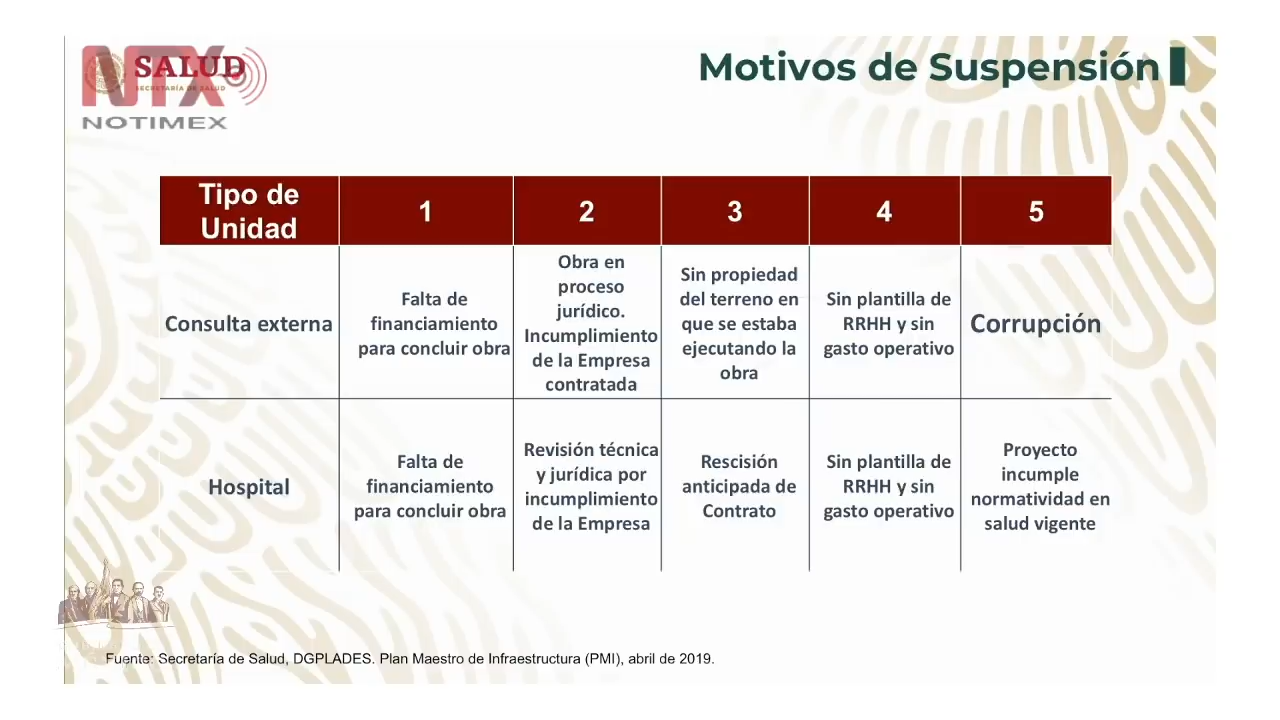 NTX
SALUD
SECRETARÍA DE SALUD
NOTIMEX
Motivos de Suspensión
Tipo de
Unidad
1
2
3
4
5
Consulta externa
Falta de
financiamiento
para concluir obra
Obra en
proceso
jurídico.
Incumplimiento
de la Empresa
contratada
Sin propiedad
del terreno en
que se estaba
ejecutando la
obra
Sin plantilla de
RRHH y sin
gasto operativo
Corrupción
Hospital
Falta de
financiamiento
para concluir obra
Revisión técnica
y jurídica por
incumplimiento
de la Empresa
Rescisión
anticipada de
Contrato
Sin plantilla de
RRHH y sin
gasto operativo
Proyecto
incumple
normatividad en
salud vigente
Fuente: Secretaría de Salud, DGPLADES. Plan Maestro de Infraestructura (PMI), abril de 2019.